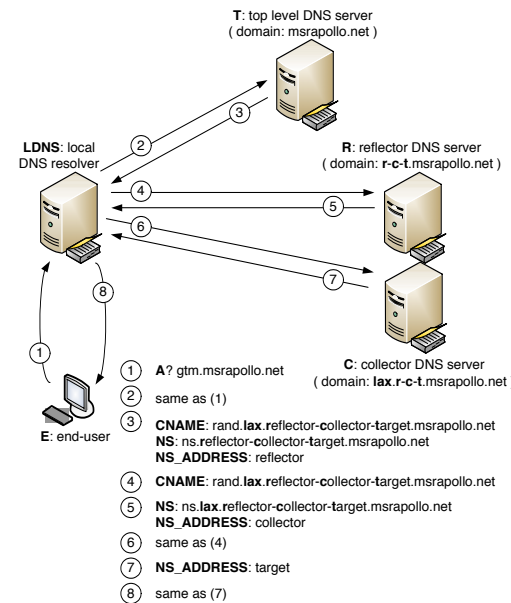 T: top level DNS server
( domain: msrapollo.net )
LDNS: local
DNS resolver
R: reflector DNS server
( domain: r-c-t.msrapollo.net )
2
3
4
5
6
7
8
1
C: collector DNS server
( domain: lax.r-c-t.msrapollo.net
E: end-user
1 A? gtm.msrapollo.net
2 same as (1)
3 CNAME: rand.lax.reflector-collector-target.msrapollo.net
NS: ns.reflector-collector-target.msrapollo.net
NS_ADDRESS: reflector
4 CNAME: rand.lax.reflector-collector-target.msrapollo.net
5 NS: ns.lax.reflector-collector-target.msrapollo.net
NS_ADDRESS: collector
6 same as (4)
7 NS_ADDRESS: target
8 same as (7)